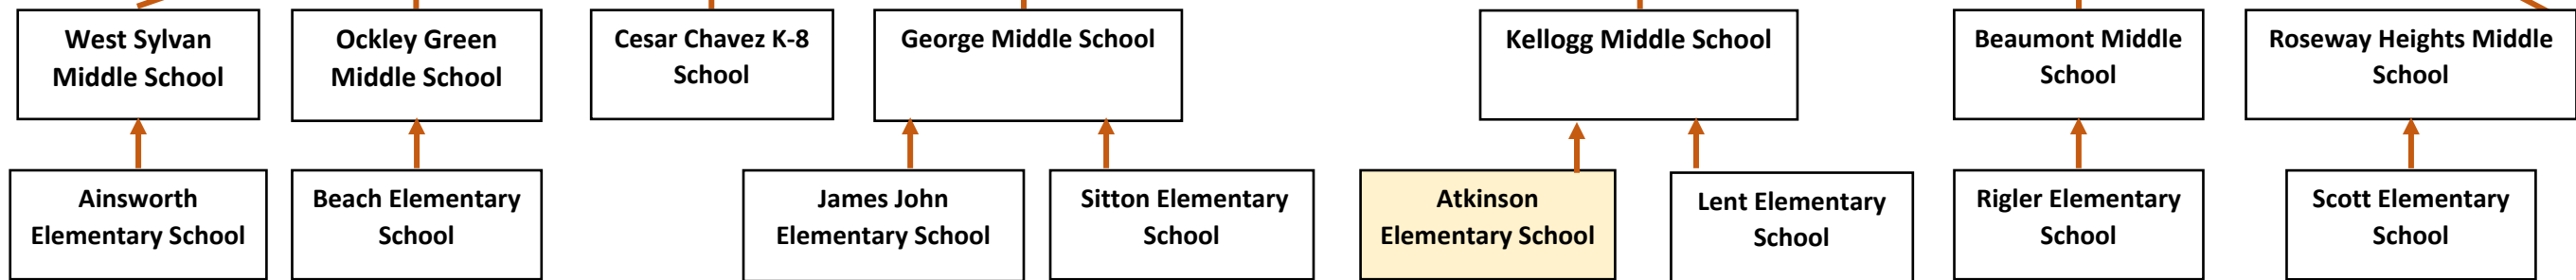 West Sylvan
Middle School
Ockley Green
Middle School
Cesar Chavez K-8
School
George Middle School
Kellogg Middle School
Beaumont Middle
School
Roseway Heights Middle
School
Ainsworth
Elementary School
Beach Elementary
School
James John
Elementary School
Sitton Elementary
School
Atkinson
Elementary School
Lent Elementary
School
Rigler Elementary
School
Scott Elementary
School